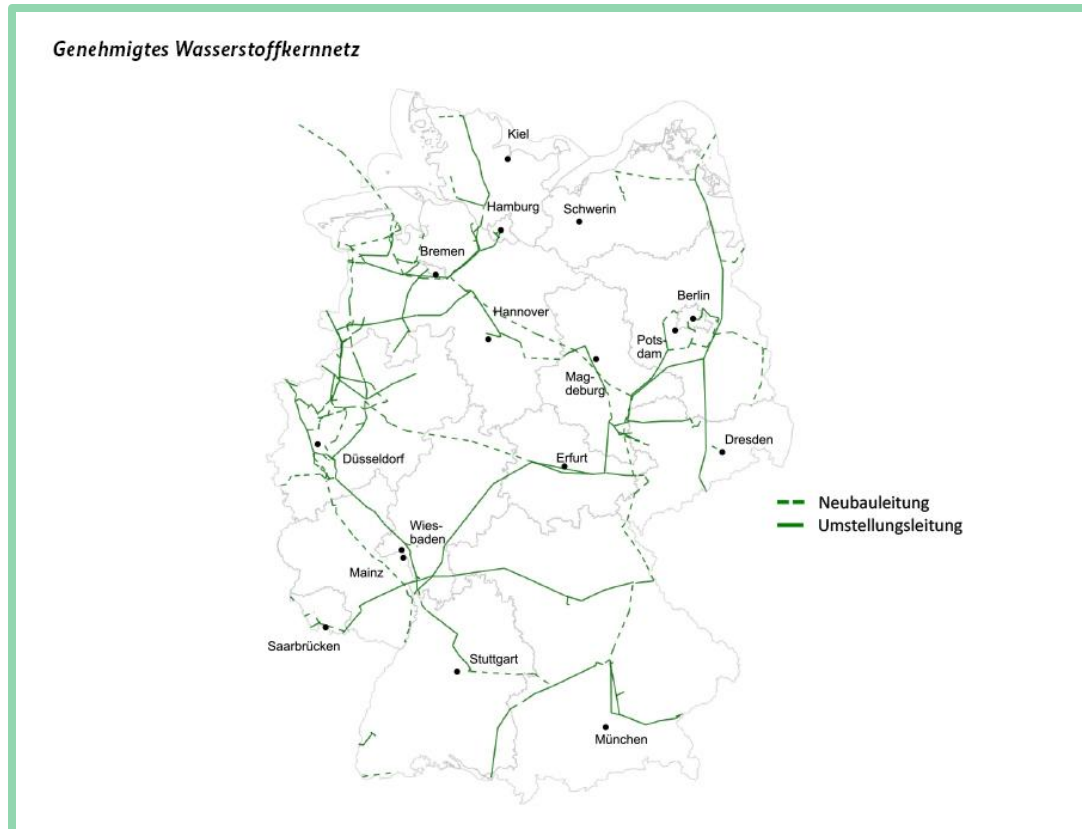 Genehmigtes Wasserstoffkernnetz
Kiel
Hamburg
Schwerin
Bremen
Hannover
Berlin
Pots-
dam
Mag-
deburg
Düsseldorf
Erfurt
Dresden
Neubauleitung
Umstellungsleitung
Wies-
baden
Mainz
Saarbrücken
Stuttgart
München